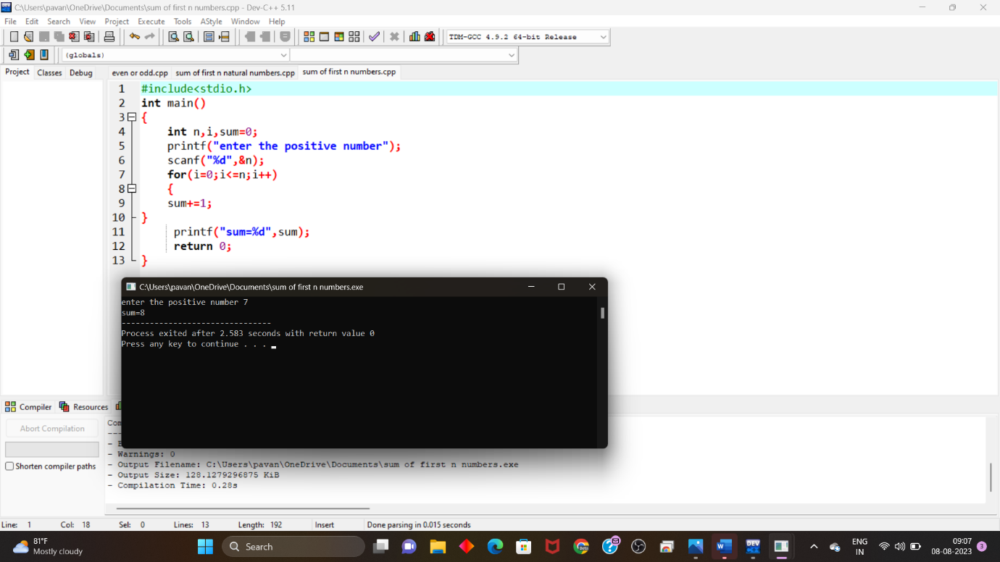 C:\Users\pavan\OneDrive\Documents\sum of first n numbers.cpp - Dev-C++ 5.11
File Edit Search View Project Execute Tools AStyle Window Help
TDM-GCC 4.9.2 64-bit Release
(globals)
Project Classes Debug
even or odd.cpp sum of first n natural numbers.cpp sum of first n numbers.cpp
1 #include<stdio.h>
2 int main()
3 {
4 int n,i,sum=0;
5 printf("enter the positive number");
6 scanf("%d",&n);
7 for(i=0;i<=n;i++)
8 {
9 sum+=1;
10 }
11 printf("sum=%d",sum);
12 return 0;
13 }
C:\Users\pavan\OneDrive\Documents\sum of first n numbers.exe
enter the positive number 7
sum=8
--------------------------------
Process exited after 2.583 seconds with return value 0
Press any key to continue . . .
Compiler Resources
Abort Compilation
Shorten compiler paths
- Warnings: 0
- Output Filename: C:\Users\pavan\OneDrive\Documents\sum of first n numbers.exe
- Output Size: 128.1279296875 KiB
- Compilation Time: 0.28s
Line: 1 Col: 18 Sel: 0 Lines: 13 Length: 192 Insert Done parsing in 0.015 seconds
81°F
Mostly cloudy
Search
Beta
DEV
ENG
IN
09:07
08-08-2023
3